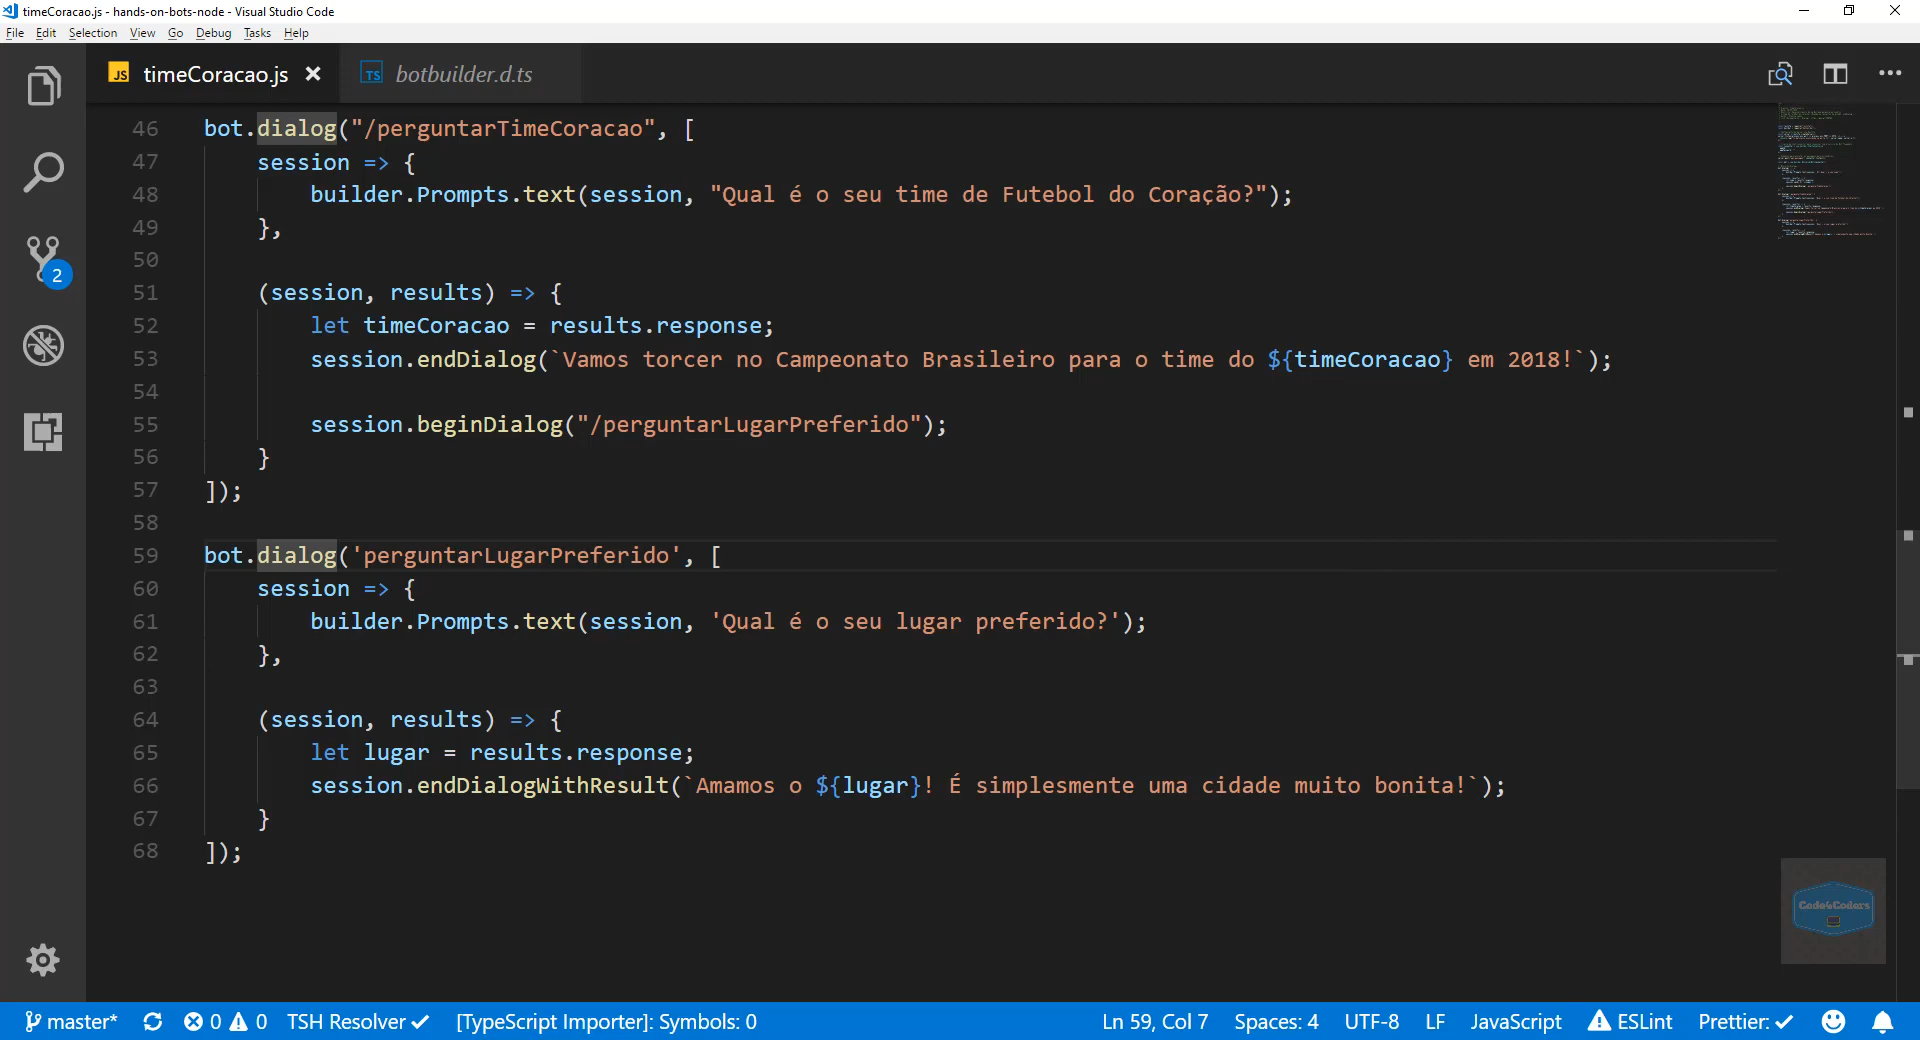 timeCoracao.js - hands-on-bots-node - Visual Studio Code
File Edit Selection View Go Debug Tasks Help
JS timeCoracao.js × TS botbuilder.d.ts
46 bot.dialog("/perguntarTimeCoracao", [
47 session => {
48 builder.Prompts.text(session, "Qual é o seu time de Futebol do Coração?");
49 },
50
51 (session, results) => {
52 let timeCoracao = results.response;
53 session.endDialog(`Vamos torcer no Campeonato Brasileiro para o time do ${timeCoracao} em 2018!`);
54
55 session.beginDialog("/perguntarLugarPreferido");
56 }
57 ]);
58
59 bot.dialog('perguntarLugarPreferido', [
60 session => {
61 builder.Prompts.text(session, 'Qual é o seu lugar preferido?');
62 },
63
64 (session, results) => {
65 let lugar = results.response;
66 session.endDialogWithResult(`Amamos o ${lugar}! É simplesmente uma cidade muito bonita!`);
67 }
68 ]);
2
Code4Coders
master* 0 0 TSH Resolver [TypeScript Importer]: Symbols: 0 Ln 59, Col 7 Spaces: 4 UTF-8 LF JavaScript ESLint Prettier: